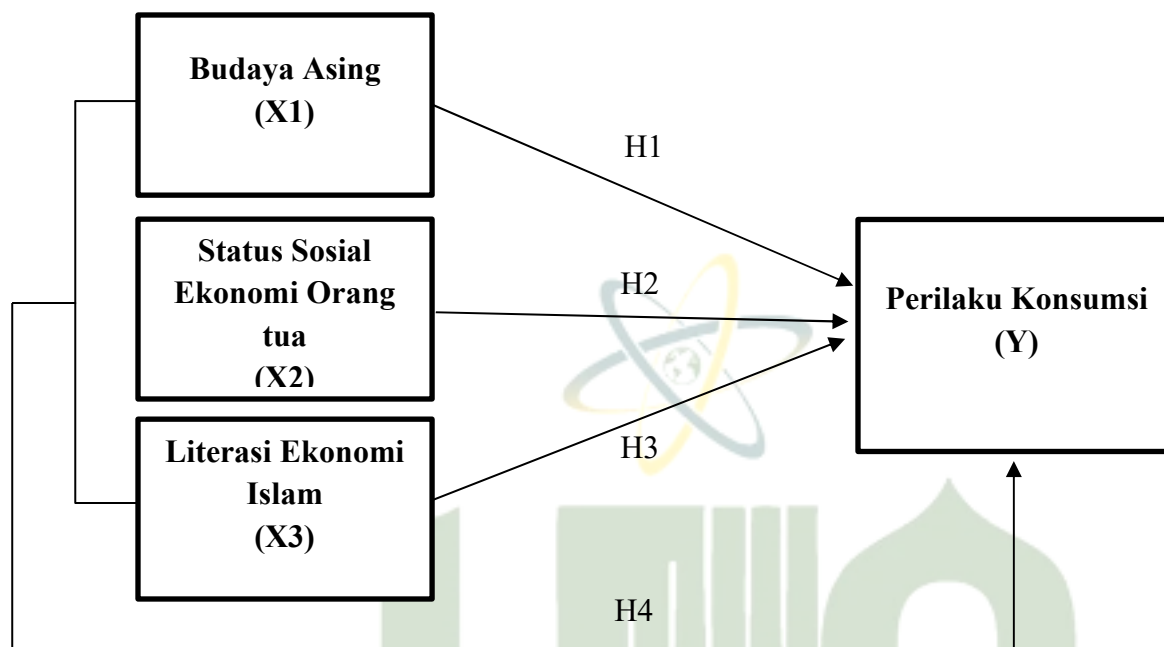 Budaya Asing
(X1)
H1
Status Sosial
Ekonomi Orang
tua
(X2)
H2
Perilaku Konsumsi
(Y)
Literasi Ekonomi
Islam
(X3)
H3
H4